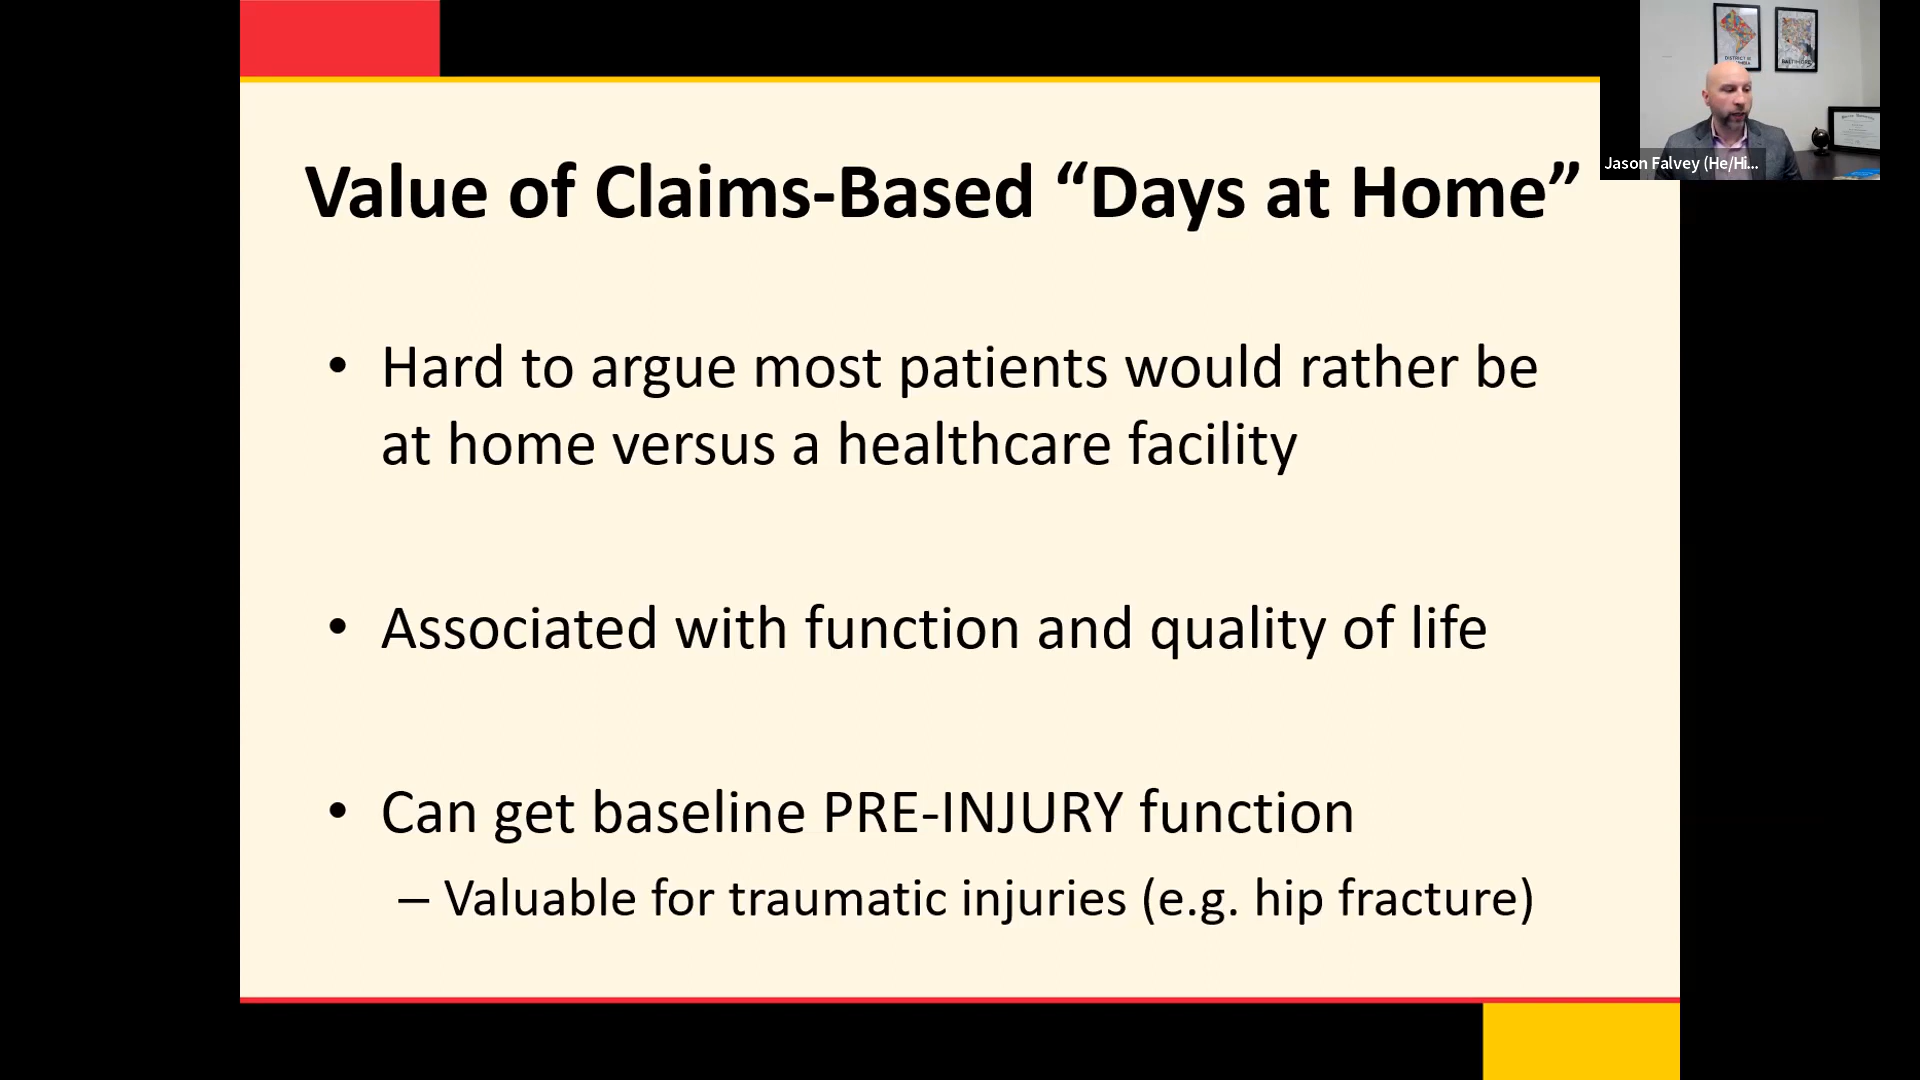 Value of Claims-Based “Days at Home”
• Hard to argue most patients would rather be
at home versus a healthcare facility
• Associated with function and quality of life
• Can get baseline PRE-INJURY function
– Valuable for traumatic injuries (e.g. hip fracture)
Jason Falvey (He/Hi...
BALTIMORE